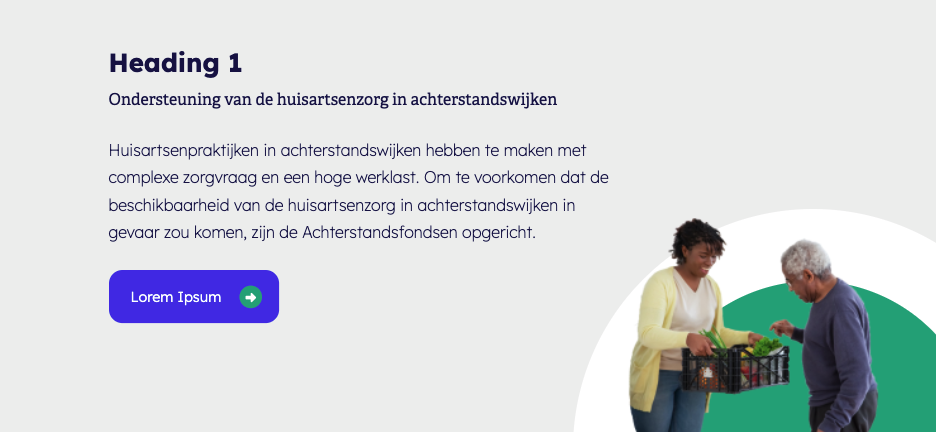 Heading 1
Ondersteuning van de huisartsenzorg in achterstandswijken
Huisartsenpraktijken in achterstandswijken hebben te maken met
complexe zorgvraag en een hoge werklast. Om te voorkomen dat de
beschikbaarheid van de huisartsenzorg in achterstandswijken in
gevaar zou komen, zijn de Achterstandsfondsen opgericht.
Lorem Ipsum